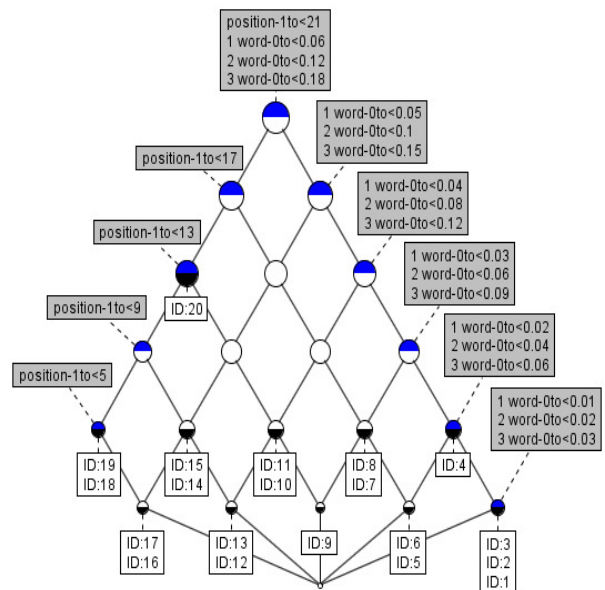 position-1to<21
1 word-0to<0.06
2 word-0to<0.12
3 word-0to<0.18
1 word-0to<0.05
2 word-0to<0.1
3 word-0to<0.15
position-1to<17
1 word-0to<0.04
2 word-0to<0.08
3 word-0to<0.12
position-1to<13
1 word-0to<0.03
2 word-0to<0.06
3 word-0to<0.09
ID:20
position-1to<9
1 word-0to<0.02
2 word-0to<0.04
3 word-0to<0.06
position-1to<5
1 word-0to<0.01
2 word-0to<0.02
3 word-0to<0.03
ID:19
ID:18
ID:15
ID:14
ID:11
ID:10
ID:8
ID:7
ID:4
ID:17
ID:16
ID:13
ID:12
ID:9
ID:6
ID:5
ID:3
ID:2
ID:1